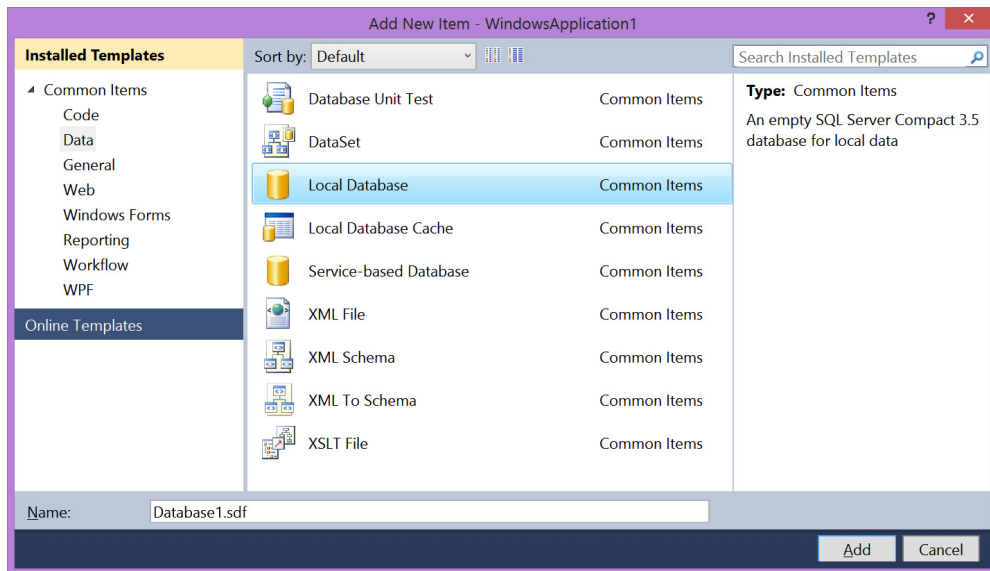 Add New Item - WindowsApplication1
? ×
Installed Templates
Sort by: Default
Search Installed Templates
Common Items
Code
Data
General
Web
Windows Forms
Reporting
Workflow
WPF
Online Templates
Database Unit Test Common Items
DataSet Common Items
Local Database Common Items
Local Database Cache Common Items
Service-based Database Common Items
XML File Common Items
XML Schema Common Items
XML To Schema Common Items
XSLT File Common Items
Type: Common Items
An empty SQL Server Compact 3.5
database for local data
Name: Database1.sdf
Add Cancel